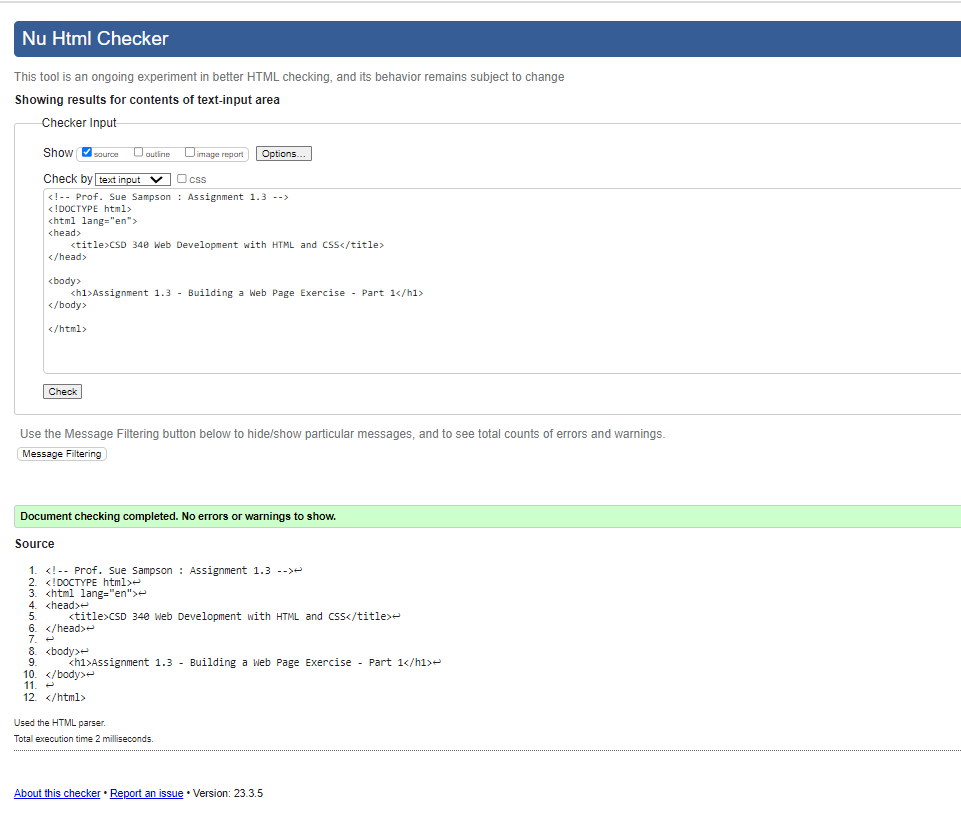 Nu Html Checker
This tool is an ongoing experiment in better HTML checking, and its behavior remains subject to change
Showing results for contents of text-input area
Checker Input
Show source outline image report Options...
Check by text input css
<!-- Prof. Sue Sampson : Assignment 1.3 -->
<!DOCTYPE html>
<html lang="en">
<head>
    <title>CSD 340 Web Development with HTML and CSS</title>
</head>

<body>
    <h1>Assignment 1.3 - Building a Web Page Exercise - Part 1</h1>
</body>

</html>
Check
Use the Message Filtering button below to hide/show particular messages, and to see total counts of errors and warnings.
Message Filtering
Document checking completed. No errors or warnings to show.
Source
1. <!-- Prof. Sue Sampson : Assignment 1.3 -->↩
2. <!DOCTYPE html>↩
3. <html lang="en">↩
4. <head>↩
5.     <title>CSD 340 Web Development with HTML and CSS</title>↩
6. </head>↩
7. ↩
8. <body>↩
9.     <h1>Assignment 1.3 - Building a Web Page Exercise - Part 1</h1>↩
10. </body>↩
11. ↩
12. </html>
Used the HTML parser.
Total execution time 2 milliseconds.
About this checker • Report an issue • Version: 23.3.5